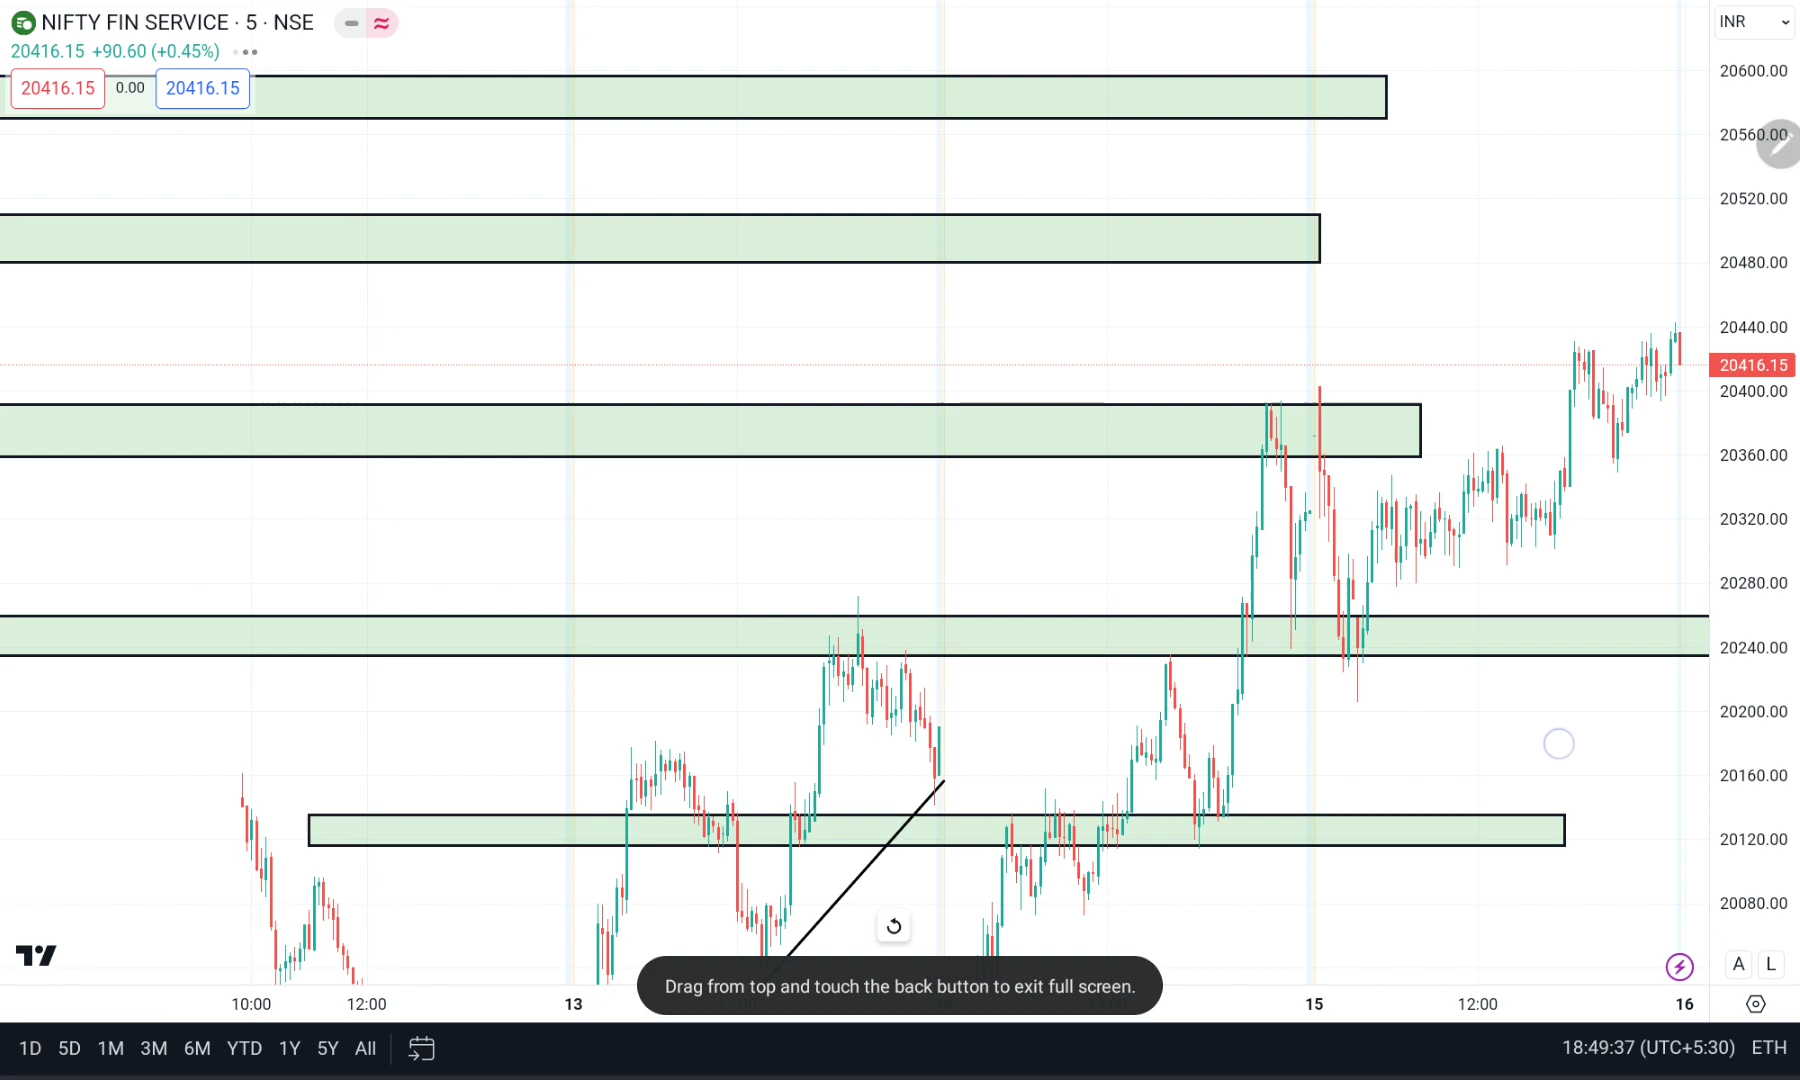 NIFTY FIN SERVICE · 5 · NSE
20416.15 +90.60 (+0.45%)
20416.15 0.00 20416.15
INR
20600.00
20560.00
20520.00
20480.00
20440.00
20416.15
20400.00
20360.00
20320.00
20280.00
20240.00
20200.00
20160.00
20120.00
20080.00
A L
Drag from top and touch the back button to exit full screen.
10:00 12:00 13 15 12:00 16
1D 5D 1M 3M 6M YTD 1Y 5Y All
18:49:37 (UTC+5:30) ETH